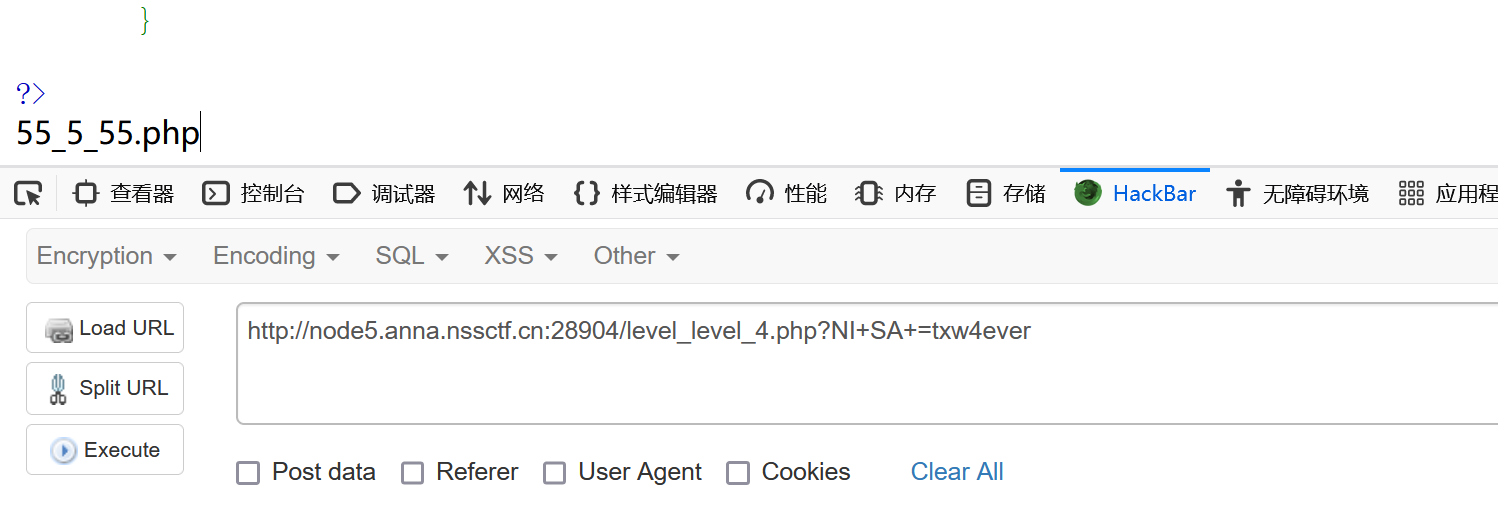 }
?>
55_5_55.php
查看器 控制台 调试器 网络 样式编辑器 性能 内存 存储 HackBar 无障碍环境 应用程
Encryption Encoding SQL XSS Other
Load URL http://node5.anna.nssctf.cn:28904/level_level_4.php?NI+SA+=txw4ever
Split URL
Execute
Post data Referer User Agent Cookies Clear All